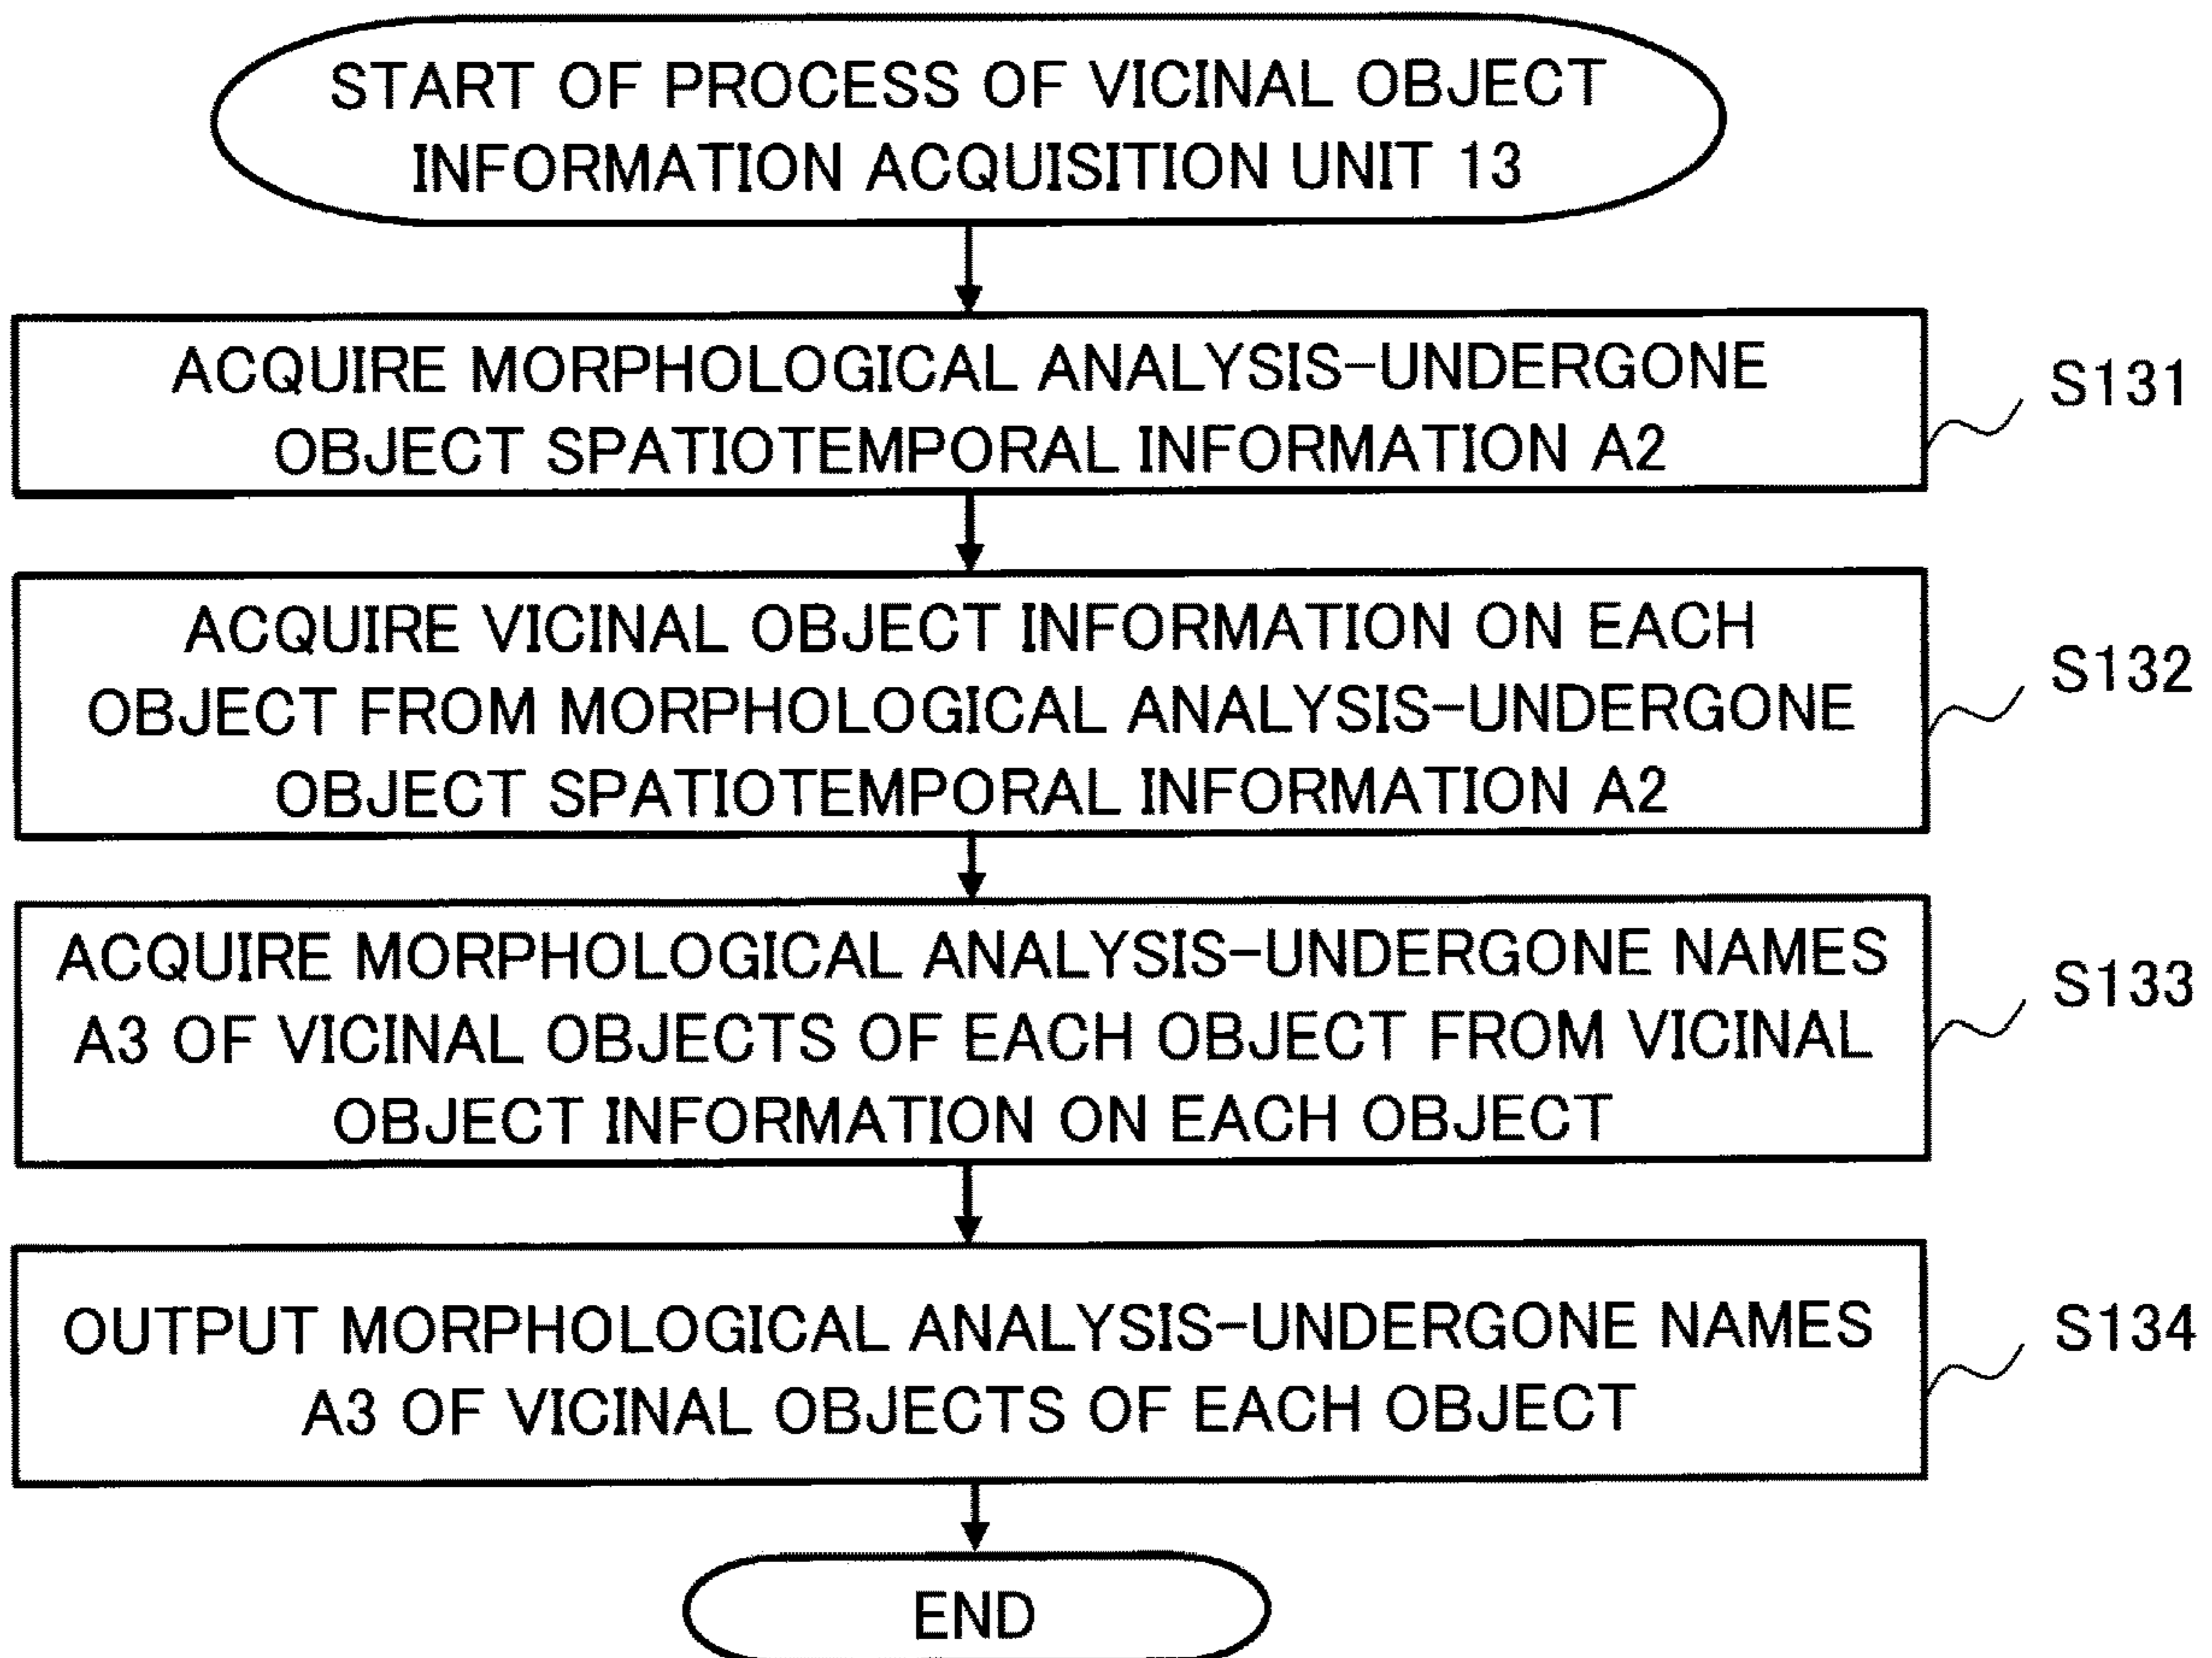 START OF PROCESS OF VICINAL OBJECT
INFORMATION ACQUISITION UNIT 13
ACQUIRE MORPHOLOGICAL ANALYSIS-UNDERGONE
OBJECT SPATIOTEMPORAL INFORMATION A2
S131
ACQUIRE VICINAL OBJECT INFORMATION ON EACH
OBJECT FROM MORPHOLOGICAL ANALYSIS-UNDERGONE
OBJECT SPATIOTEMPORAL INFORMATION A2
S132
ACQUIRE MORPHOLOGICAL ANALYSIS-UNDERGONE NAMES
A3 OF VICINAL OBJECTS OF EACH OBJECT FROM VICINAL
OBJECT INFORMATION ON EACH OBJECT
S133
OUTPUT MORPHOLOGICAL ANALYSIS-UNDERGONE NAMES
A3 OF VICINAL OBJECTS OF EACH OBJECT
S134
END